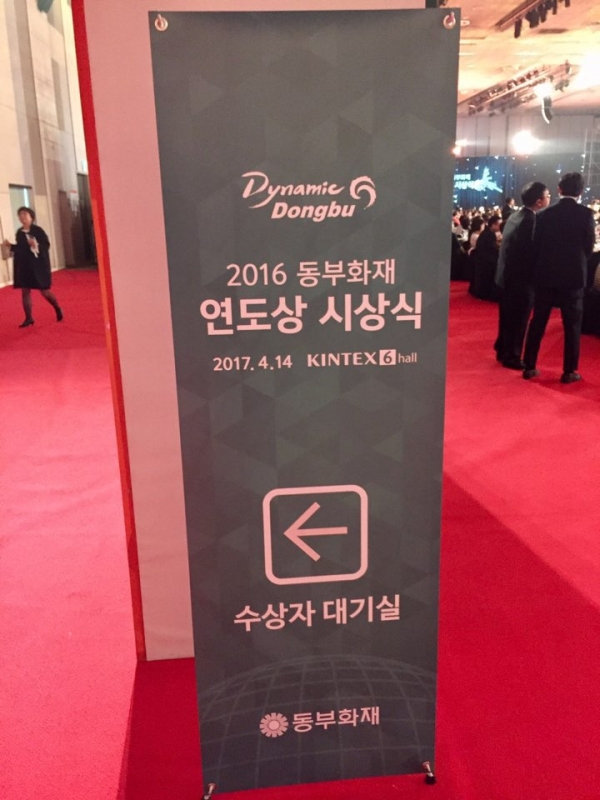 Dynamic
Dongbu
2016 동부화재
연도상 시상식
2017. 4. 14 KINTEX 6 hall
수상자 대기실
동부화재